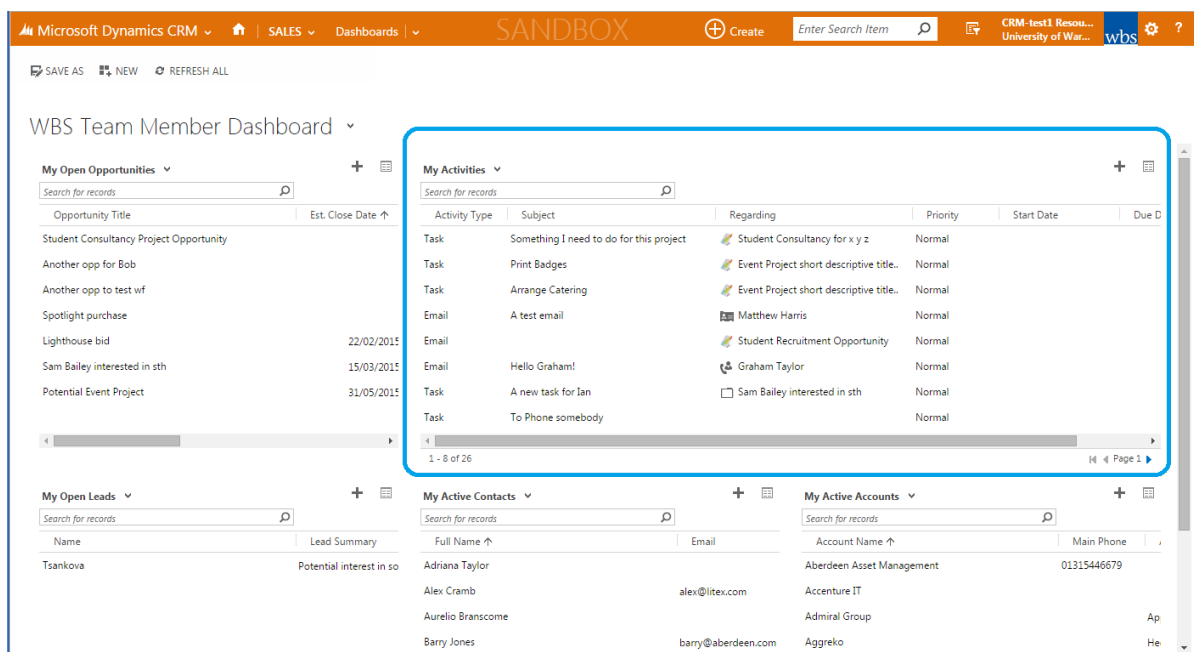 Microsoft Dynamics CRM SALES Dashboards SANDBOX Create Enter Search Item CRM-test1 Resou... University of War... wbs ?
SAVE AS NEW REFRESH ALL
WBS Team Member Dashboard
My Open Opportunities
Search for records
Opportunity Title Est. Close Date
Student Consultancy Project Opportunity
Another opp for Bob
Another opp to test wf
Spotlight purchase
Lighthouse bid 22/02/2015
Sam Bailey interested in sth 15/03/2015
Potential Event Project 31/05/2015
My Activities
Search for records
Activity Type Subject Regarding Priority Start Date Due D
Task Something I need to do for this project Student Consultancy for x y z Normal
Task Print Badges Event Project short descriptive title.. Normal
Task Arrange Catering Event Project short descriptive title.. Normal
Email A test email Matthew Harris Normal
Email Student Recruitment Opportunity Normal
Email Hello Graham! Graham Taylor Normal
Task A new task for Ian Sam Bailey interested in sth Normal
Task To Phone somebody Normal
1 - 8 of 26 Page 1
My Open Leads
Search for records
Name Lead Summary
Tsankova Potential interest in so
My Active Contacts
Search for records
Full Name Email
Adriana Taylor
Alex Cramb alex@litex.com
Aurelio Branscome
Barry Jones barry@aberdeen.com
My Active Accounts
Search for records
Account Name Main Phone
Aberdeen Asset Management 01315446679
Accenture IT
Admiral Group Ap
Aggreko He